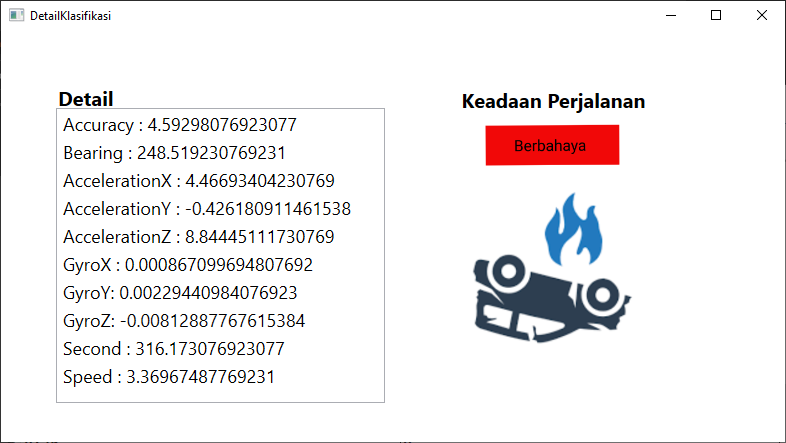 DetailKlasifikasi
Detail
Accuracy : 4.59298076923077
Bearing : 248.519230769231
AccelerationX : 4.46693404230769
AccelerationY : -0.426180911461538
AccelerationZ : 8.84445111730769
GyroX : 0.000867099694807692
GyroY: 0.00229440984076923
GyroZ: -0.00812887767615384
Second : 316.173076923077
Speed : 3.36967487769231
Keadaan Perjalanan
Berbahaya